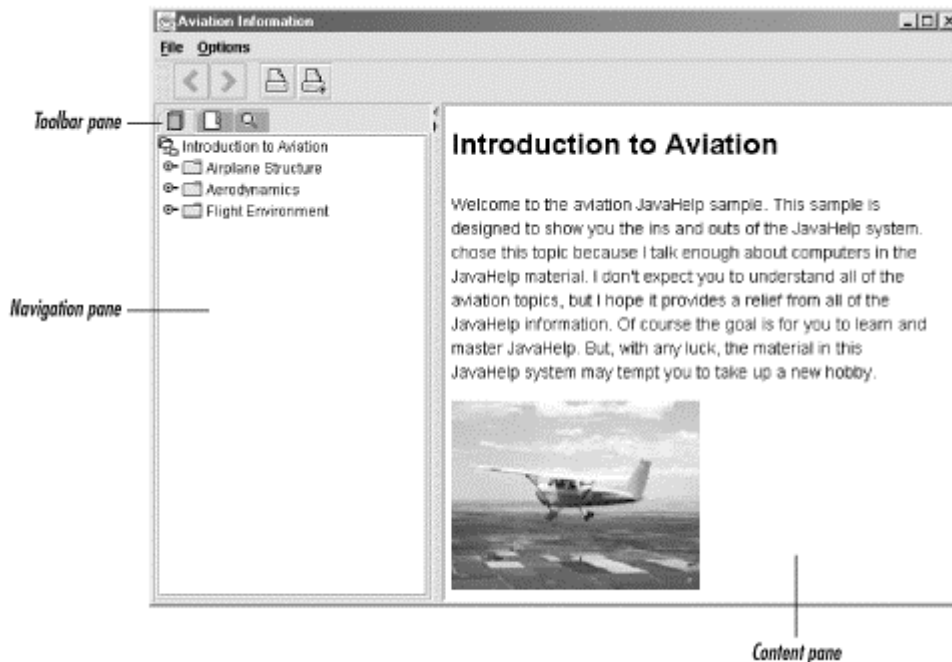 Aviation Information
File Options
Toolbar pane
Introduction to Aviation
Airplane Structure
Aerodynamics
Flight Environment
Navigation pane
Introduction to Aviation
Welcome to the aviation JavaHelp sample. This sample is
designed to show you the ins and outs of the JavaHelp system.
chose this topic because I talk enough about computers in the
JavaHelp material. I don't expect you to understand all of the
aviation topics, but I hope it provides a relief from all of the
JavaHelp information. Of course the goal is for you to learn and
master JavaHelp. But, with any luck, the material in this
JavaHelp system may tempt you to take up a new hobby.
Content pane